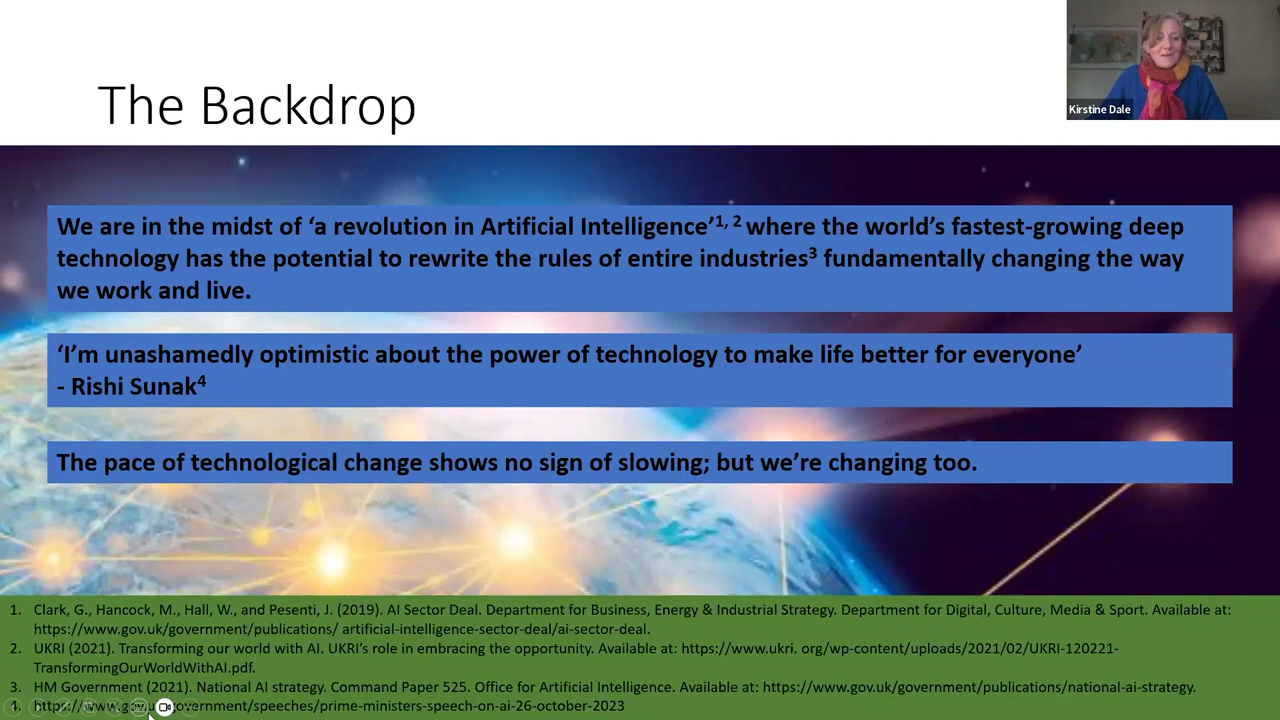 The Backdrop
Kirstine Dale
We are in the midst of ‘a revolution in Artificial Intelligence’1, 2 where the world’s fastest-growing deep
technology has the potential to rewrite the rules of entire industries3 fundamentally changing the way
we work and live.
‘I’m unashamedly optimistic about the power of technology to make life better for everyone’
- Rishi Sunak4
The pace of technological change shows no sign of slowing; but we’re changing too.
1. Clark, G., Hancock, M., Hall, W., and Pesenti, J. (2019). AI Sector Deal. Department for Business, Energy & Industrial Strategy. Department for Digital, Culture, Media & Sport. Available at:
https://www.gov.uk/government/publications/ artificial-intelligence-sector-deal/ai-sector-deal.
2. UKRI (2021). Transforming our world with AI. UKRI’s role in embracing the opportunity. Available at: https://www.ukri. org/wp-content/uploads/2021/02/UKRI-120221-
TransformingOurWorldWithAI.pdf.
3. HM Government (2021). National AI strategy. Command Paper 525. Office for Artificial Intelligence. Available at: https://www.gov.uk/government/publications/national-ai-strategy.
4. https://www.gov.uk/government/speeches/prime-ministers-speech-on-ai-26-october-2023